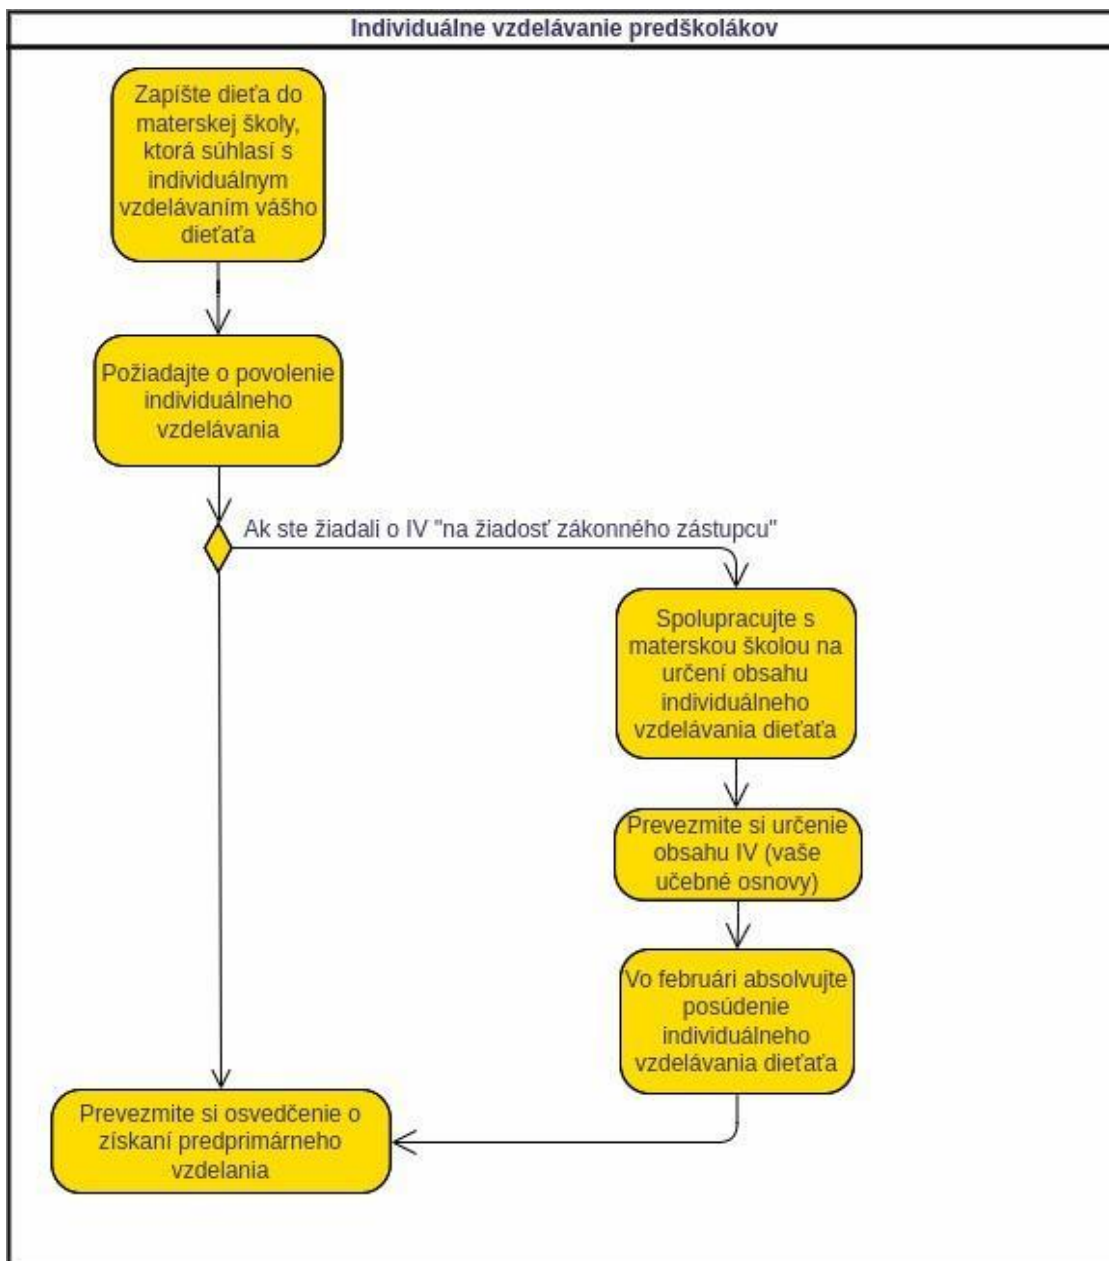 Individuálne vzdelávanie predškolákov
Zapíšte dieťa do
materskej školy,
ktorá súhlasí s
individuálnym
vzdelávaním vášho
dieťaťa
Požiadajte o povolenie
individuálneho
vzdelávania
Ak ste žiadali o IV "na žiadosť zákonného zástupcu"
Spolupracujte s
materskou školou na
určení obsahu
individuálneho
vzdelávania dieťaťa
Prevezmite si určenie
obsahu IV (vaše
učebné osnovy)
Vo februári absolvujte
posúdenie
individuálneho
vzdelávania dieťaťa
Prevezmite si osvedčenie o
získaní predprimárneho
vzdelania